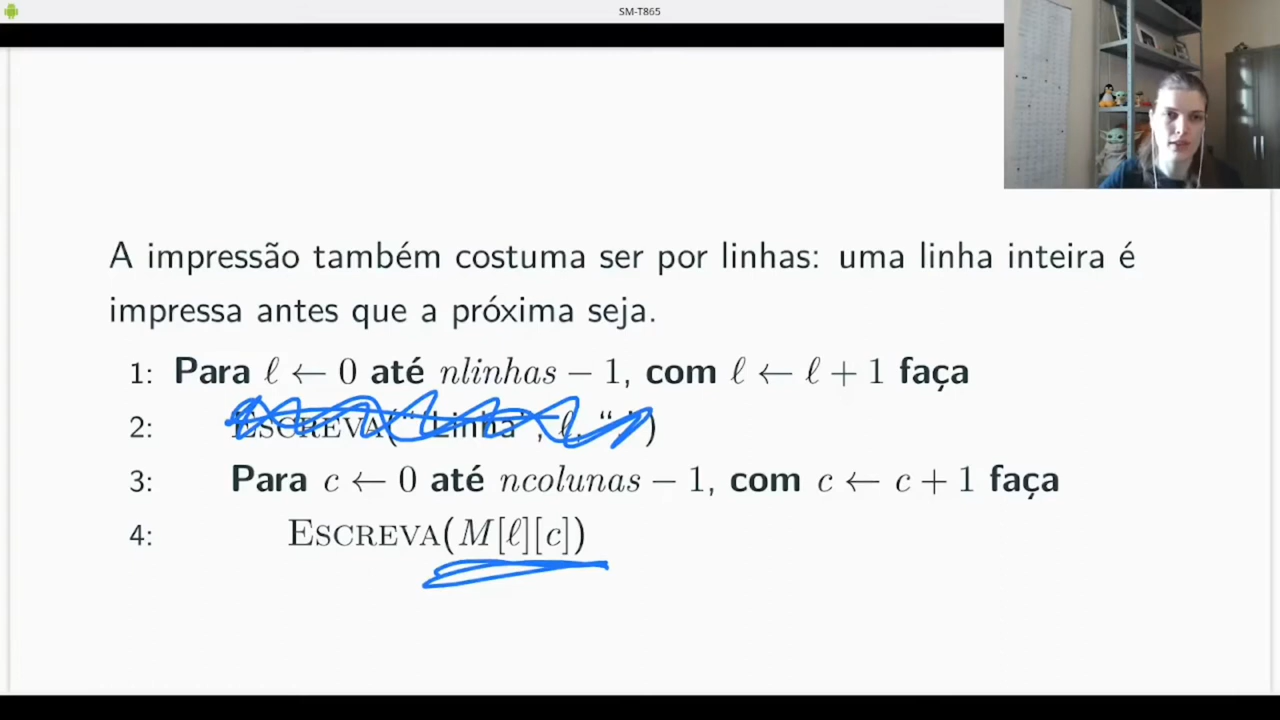 SM-T865
A impressão também costuma ser por linhas: uma linha inteira é
impressa antes que a próxima seja.
1: Para ℓ ← 0 até nlinhas − 1, com ℓ ← ℓ + 1 faça
2: ESCREVA(“Linha”, ℓ, “:”)
3: Para c ← 0 até ncolunas − 1, com c ← c + 1 faça
4: ESCREVA(M[ℓ][c])